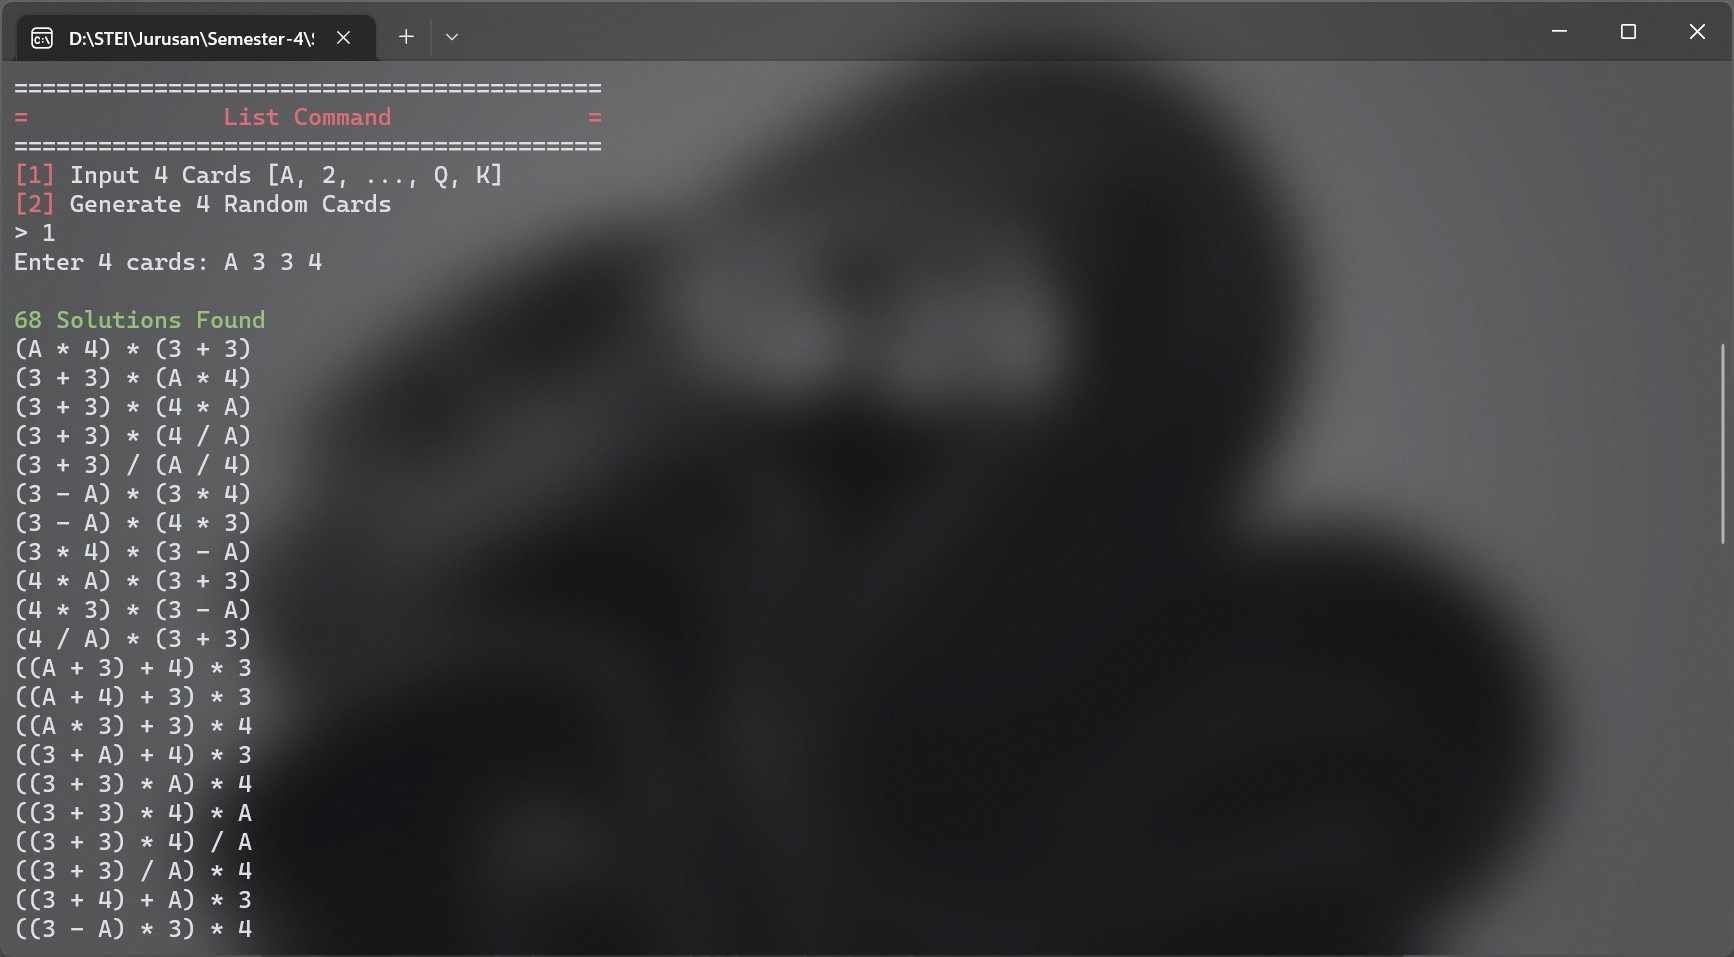 D:\STEI\Jurusan\Semester-4\
==========================================
= List Command =
==========================================
[1] Input 4 Cards [A, 2, ..., Q, K]
[2] Generate 4 Random Cards
> 1
Enter 4 cards: A 3 3 4
68 Solutions Found
(A * 4) * (3 + 3)
(3 + 3) * (A * 4)
(3 + 3) * (4 * A)
(3 + 3) * (4 / A)
(3 + 3) / (A / 4)
(3 - A) * (3 * 4)
(3 - A) * (4 * 3)
(3 * 4) * (3 - A)
(4 * A) * (3 + 3)
(4 * 3) * (3 - A)
(4 / A) * (3 + 3)
((A + 3) + 4) * 3
((A + 4) + 3) * 3
((A * 3) + 3) * 4
((3 + A) + 4) * 3
((3 + 3) * A) * 4
((3 + 3) * 4) * A
((3 + 3) * 4) / A
((3 + 3) / A) * 4
((3 + 4) + A) * 3
((3 - A) * 3) * 4